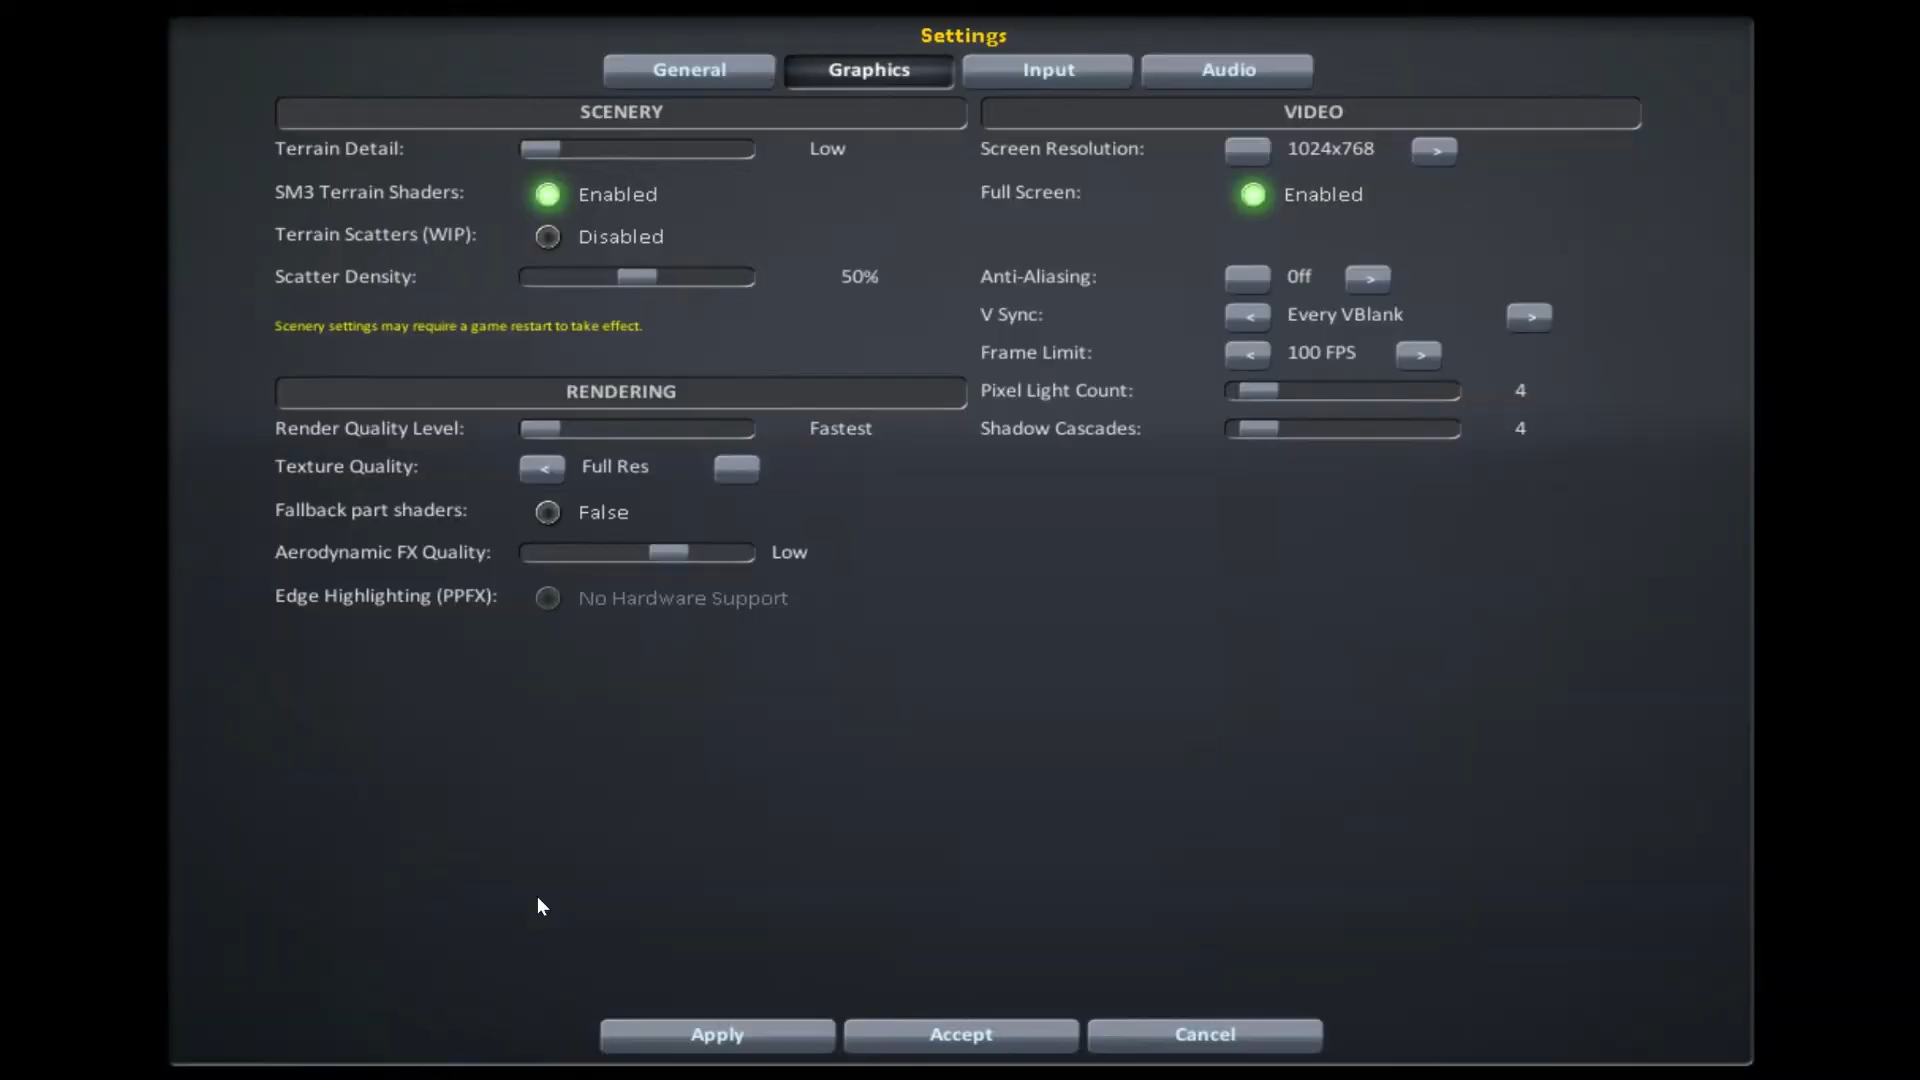 Settings
General Graphics Input Audio
SCENERY
Terrain Detail: Low
SM3 Terrain Shaders: Enabled
Terrain Scatters (WIP): Disabled
Scatter Density: 50%
Scenery settings may require a game restart to take effect.
RENDERING
Render Quality Level: Fastest
Texture Quality: < Full Res
Fallback part shaders: False
Aerodynamic FX Quality: Low
Edge Highlighting (PPFX): No Hardware Support
VIDEO
Screen Resolution: 1024x768 >
Full Screen: Enabled
Anti-Aliasing: Off >
V Sync: < Every VBlank >
Frame Limit: < 100 FPS >
Pixel Light Count: 4
Shadow Cascades: 4
Apply Accept Cancel